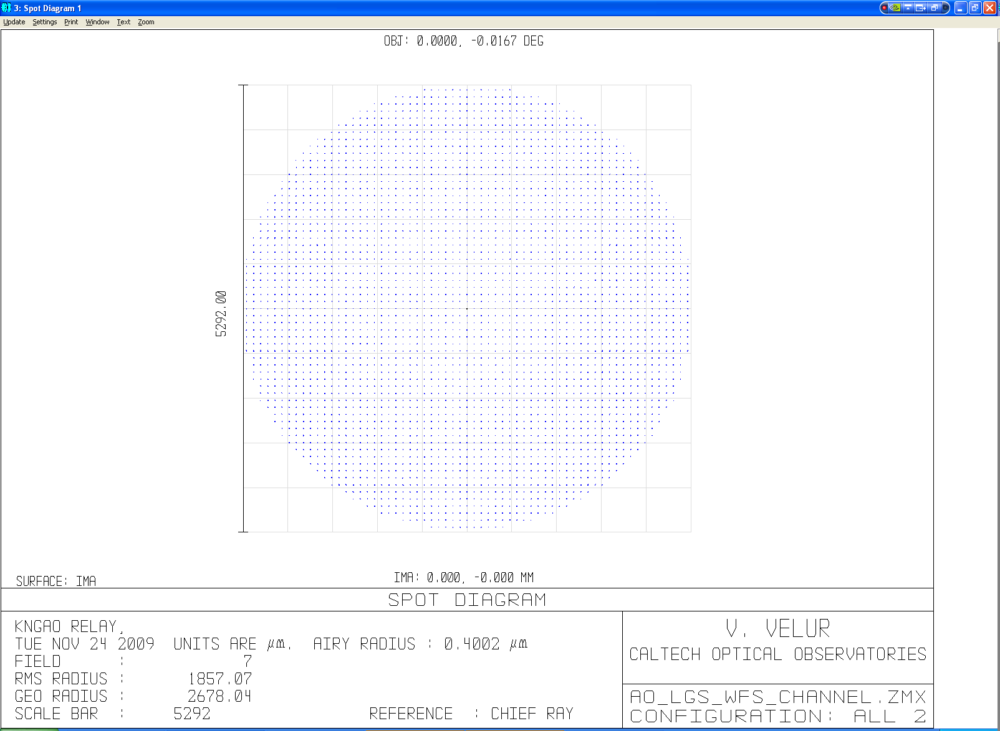 3: Spot Diagram 1
Update Settings Print Window Text Zoom
OBJ: 0.0000, -0.0167 DEG
5292.00
SURFACE: IMA
IMA: 0.000, -0.000 MM
SPOT DIAGRAM
KNGAO RELAY,
TUE NOV 24 2009 UNITS ARE µm. AIRY RADIUS : 0.4002 µm
FIELD : 7
RMS RADIUS : 1857.07
GEO RADIUS : 2678.04
SCALE BAR : 5292 REFERENCE : CHIEF RAY
V. VELUR
CALTECH OPTICAL OBSERVATORIES
AO_LGS_WFS_CHANNEL.ZMX
CONFIGURATION: ALL 2